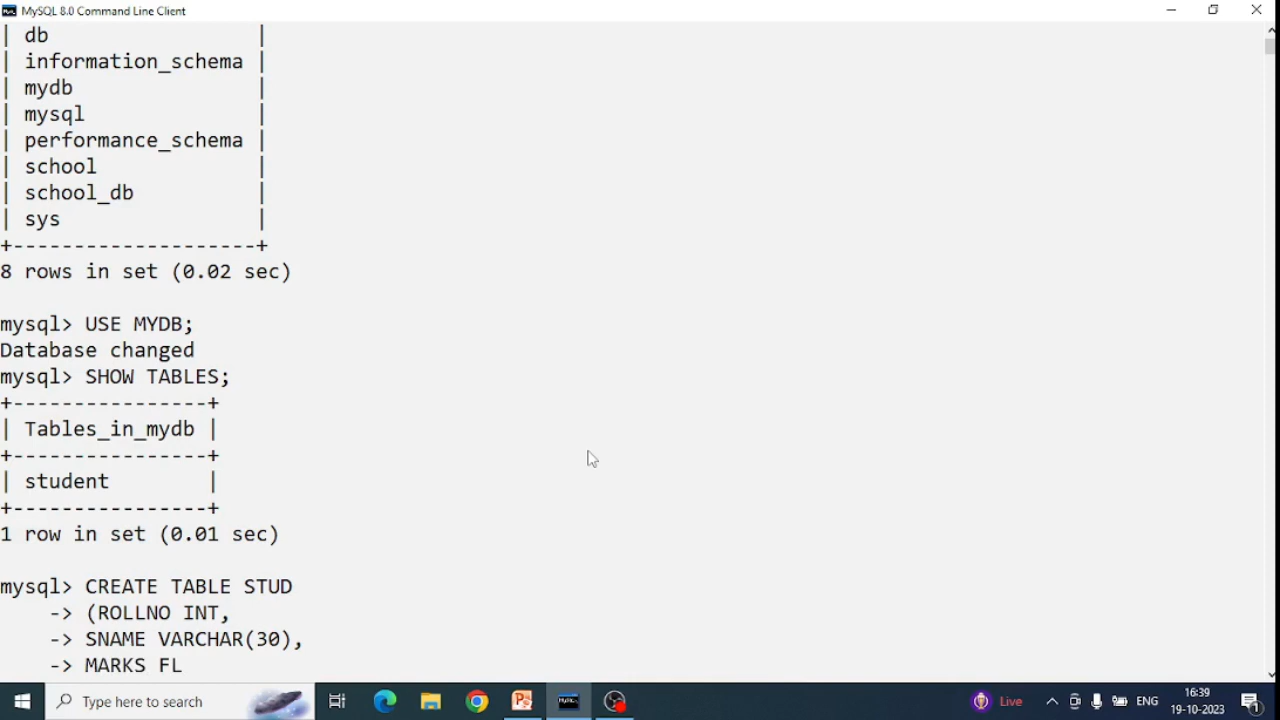 MySQL 8.0 Command Line Client
| db                 |
| information_schema |
| mydb               |
| mysql              |
| performance_schema |
| school             |
| school_db          |
| sys                |
+--------------------+
8 rows in set (0.02 sec)
mysql> USE MYDB;
Database changed
mysql> SHOW TABLES;
+----------------+
| Tables_in_mydb |
+----------------+
| student        |
+----------------+
1 row in set (0.01 sec)
mysql> CREATE TABLE STUD
    -> (ROLLNO INT,
    -> SNAME VARCHAR(30),
    -> MARKS FL
Type here to search
Live
ENG
16:39
19-10-2023
1